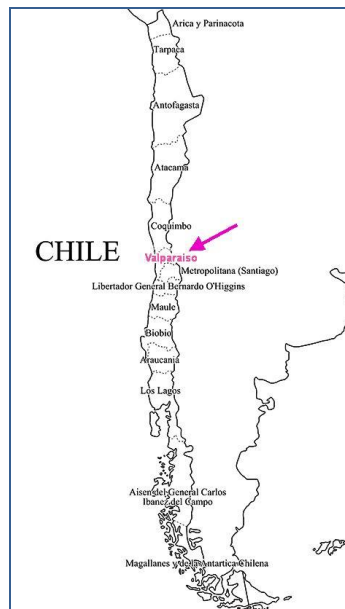 Arica y Parinacota
Tarpaca
Antofagasta
Atacama
Coquimbo
CHILE
Valparaiso
Metropolitana (Santiago)
Libertador General Bernardo O'Higgins
Maule
Biobio
Araucania
Los Lagos
Aisen del General Carlos
Ibanez del Campo
Magallanes y de la Antartica Chilena